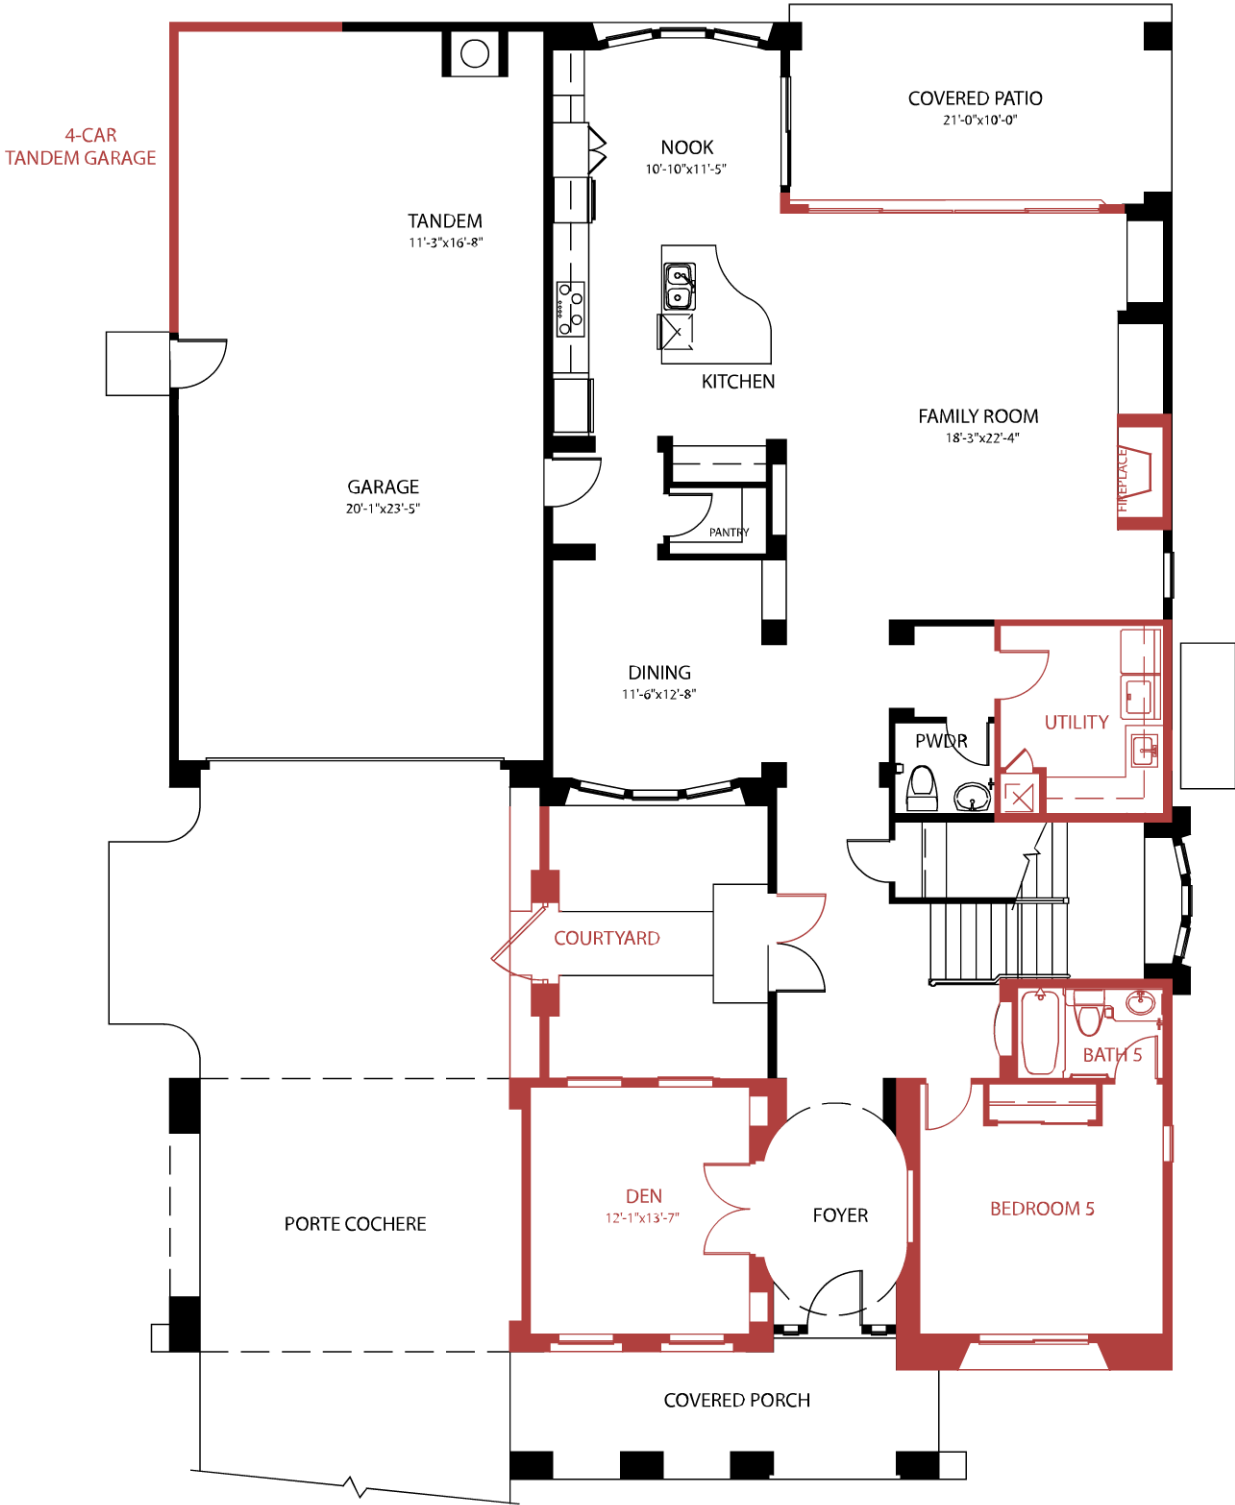 COVERED PATIO
21'-0"x10'-0"
4-CAR
TANDEM GARAGE
NOOK
10'-10"x11'-5"
TANDEM
11'-3"x16'-8"
KITCHEN
FAMILY ROOM
18'-3"x22'-4"
FIREPLACE
GARAGE
20'-1"x23'-5"
PANTRY
DINING
11'-6"x12'-8"
UTILITY
PWDR
COURTYARD
BATH 5
DEN
12'-1"x13'-7"
BEDROOM 5
FOYER
PORTE COCHERE
COVERED PORCH